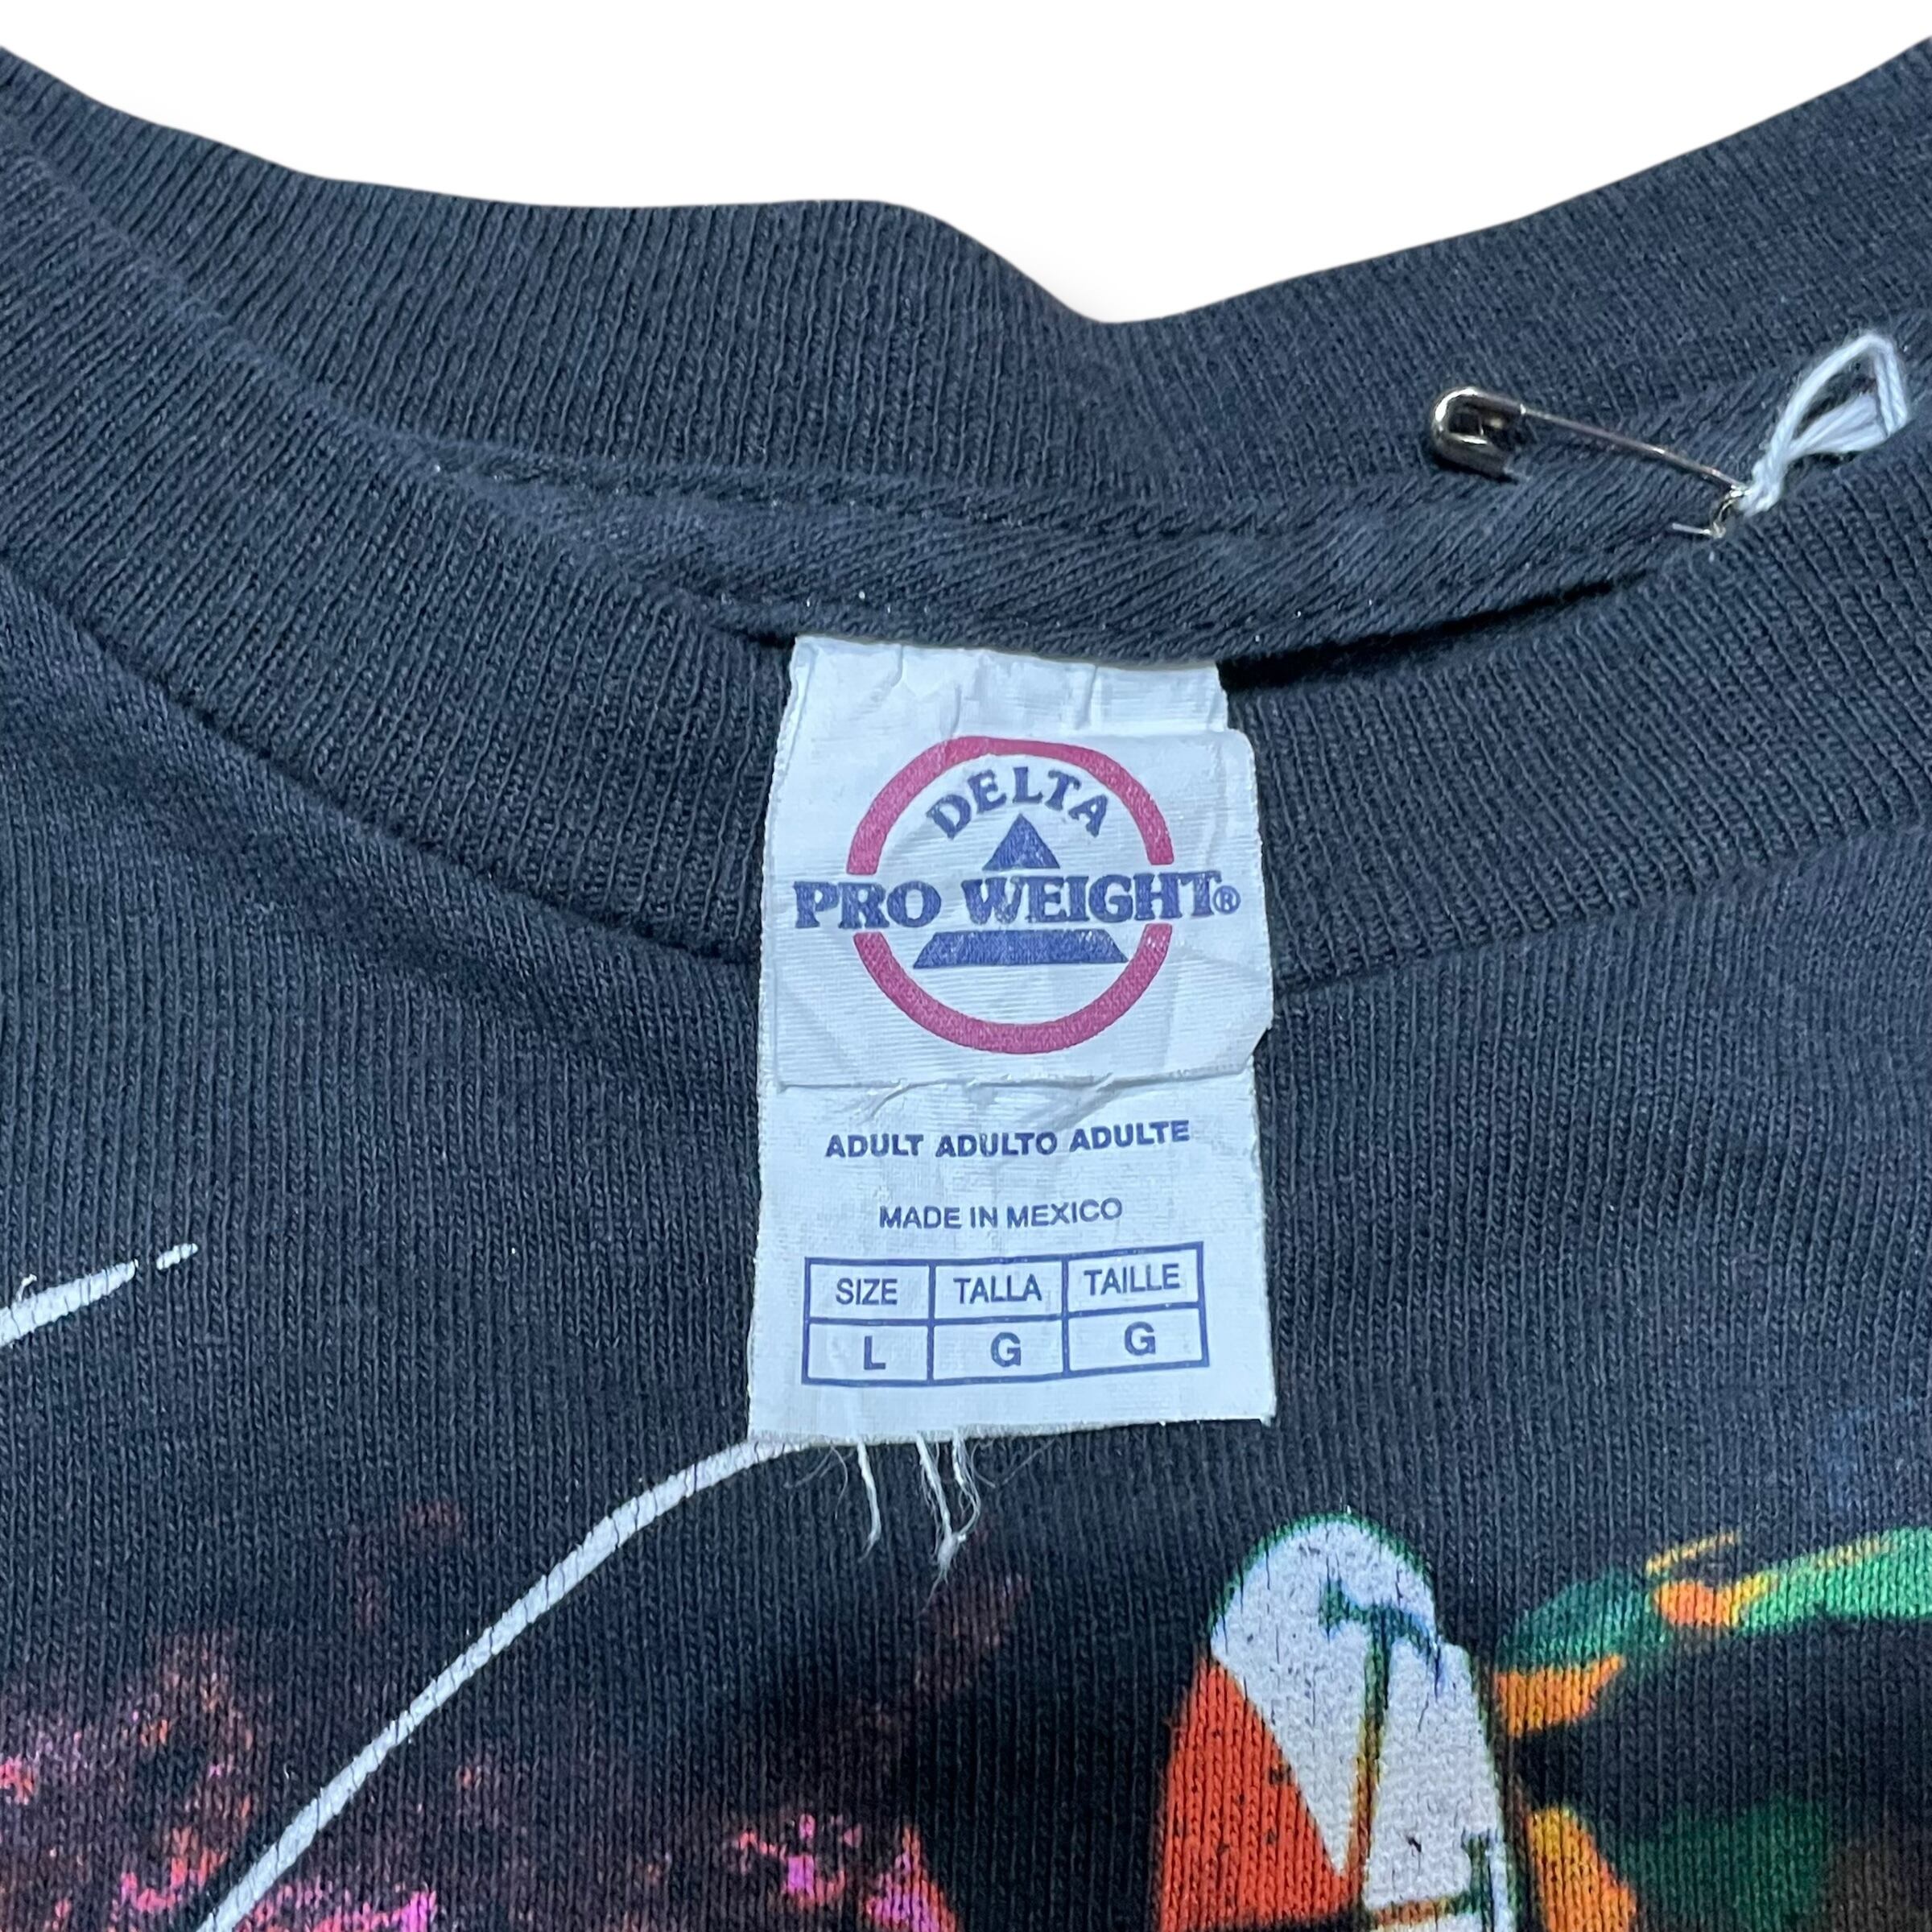 DELTA
PRO WEIGHT®
ADULT ADULTO ADULTE
MADE IN MEXICO
SIZE TALLA TAILLE
L G G